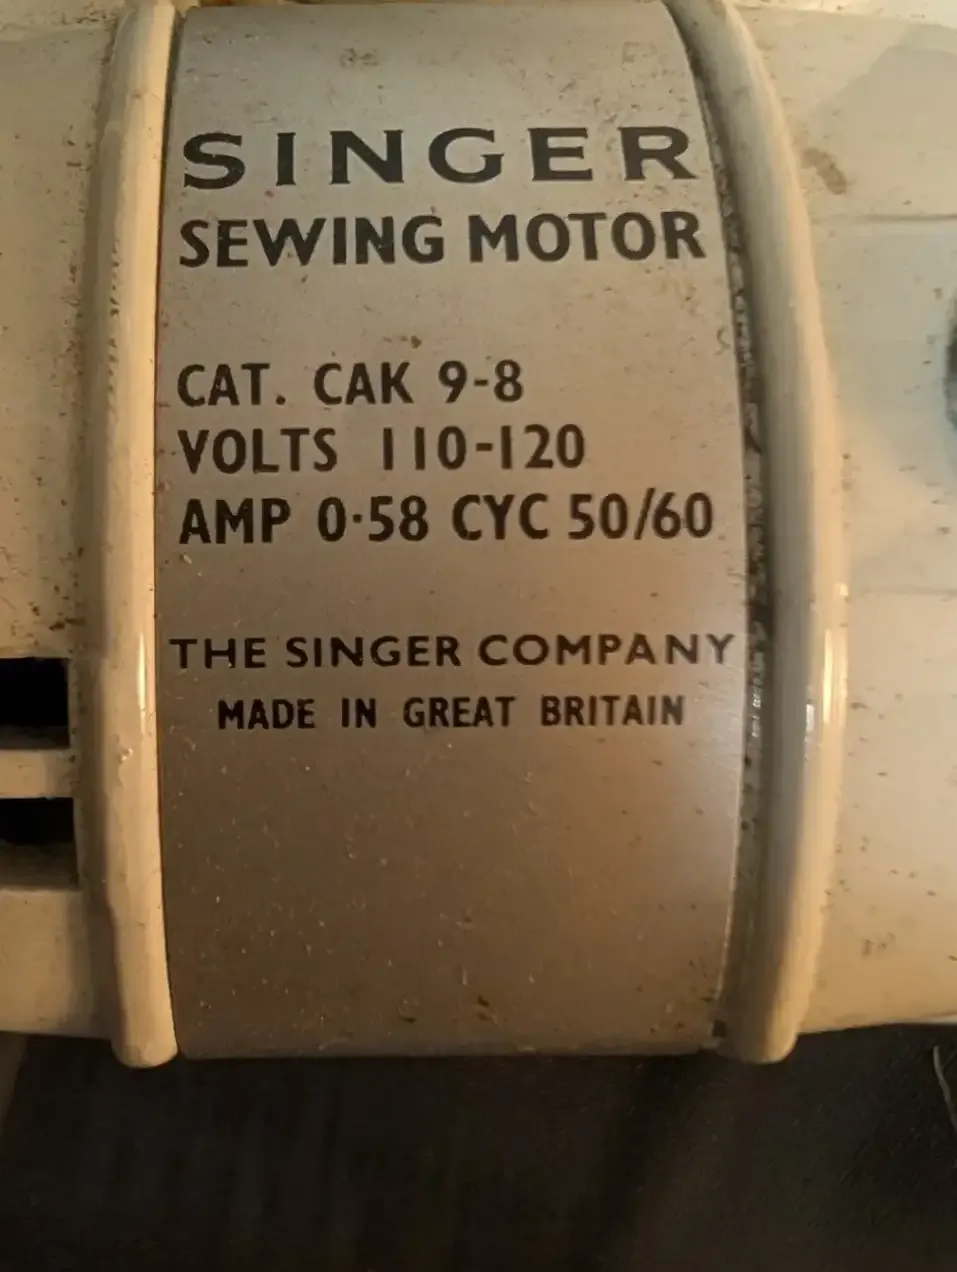 SINGER
SEWING MOTOR
CAT. CAK 9-8
VOLTS 110-120
AMP 0·58 CYC 50/60
THE SINGER COMPANY
MADE IN GREAT BRITAIN